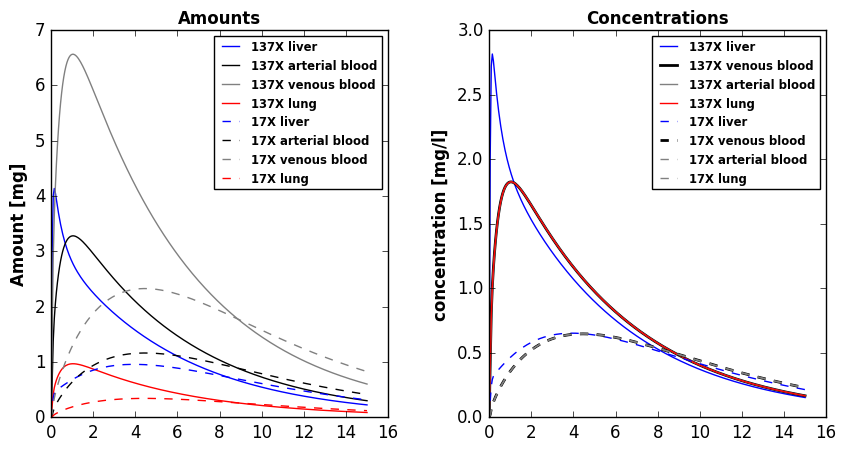 Amounts
Amount [mg]
7
6
5
4
3
2
1
0
0 2 4 6 8 10 12 14 16
137X liver
137X arterial blood
137X venous blood
137X lung
17X liver
17X arterial blood
17X venous blood
17X lung
Concentrations
concentration [mg/l]
3.0
2.5
2.0
1.5
1.0
0.5
0.0
0 2 4 6 8 10 12 14 16
137X liver
137X venous blood
137X arterial blood
137X lung
17X liver
17X venous blood
17X arterial blood
17X lung